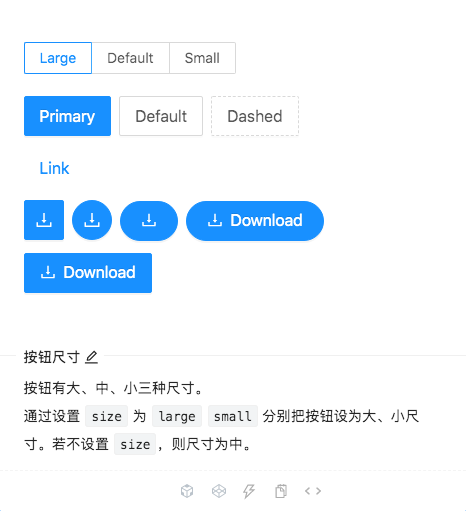 Large Default Small
Primary Default Dashed
Link
Download
Download
按钮尺寸
按钮有大、中、小三种尺寸。
通过设置 size 为 large small 分别把按钮设为大、小尺
寸。若不设置 size，则尺寸为中。